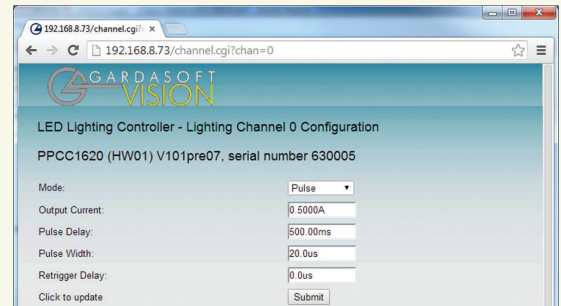 192.168.8.73/channel.cgi?
192.168.8.73/channel.cgi?chan=0
GARDASOFT
VISION
LED Lighting Controller - Lighting Channel 0 Configuration
PPCC1620 (HW01) V101pre07, serial number 630005
Mode: Pulse
Output Current: 0.5000A
Pulse Delay: 500.00ms
Pulse Width: 20.0us
Retrigger Delay: 0.0us
Click to update Submit